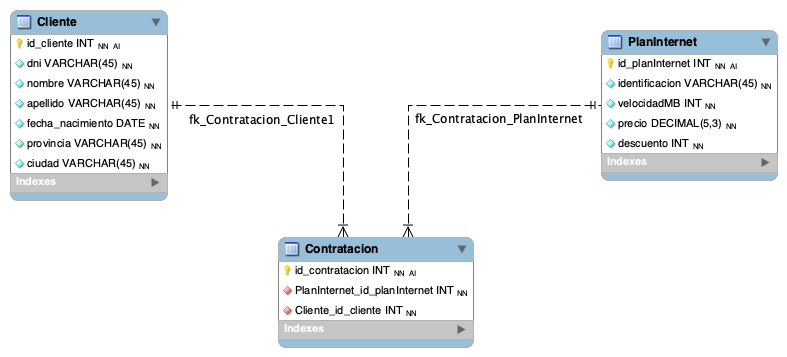 Cliente
id_cliente INT NN AI
dni VARCHAR(45) NN
nombre VARCHAR(45) NN
apellido VARCHAR(45) NN
fecha_nacimiento DATE NN
provincia VARCHAR(45) NN
ciudad VARCHAR(45) NN
Indexes
fk_Contratacion_Cliente1
fk_Contratacion_PlanInternet
PlanInternet
id_planInternet INT NN AI
identificacion VARCHAR(45) NN
velocidadMB INT NN
precio DECIMAL(5,3) NN
descuento INT NN
Indexes
Contratacion
id_contratacion INT NN AI
PlanInternet_id_planInternet INT NN
Cliente_id_cliente INT NN
Indexes